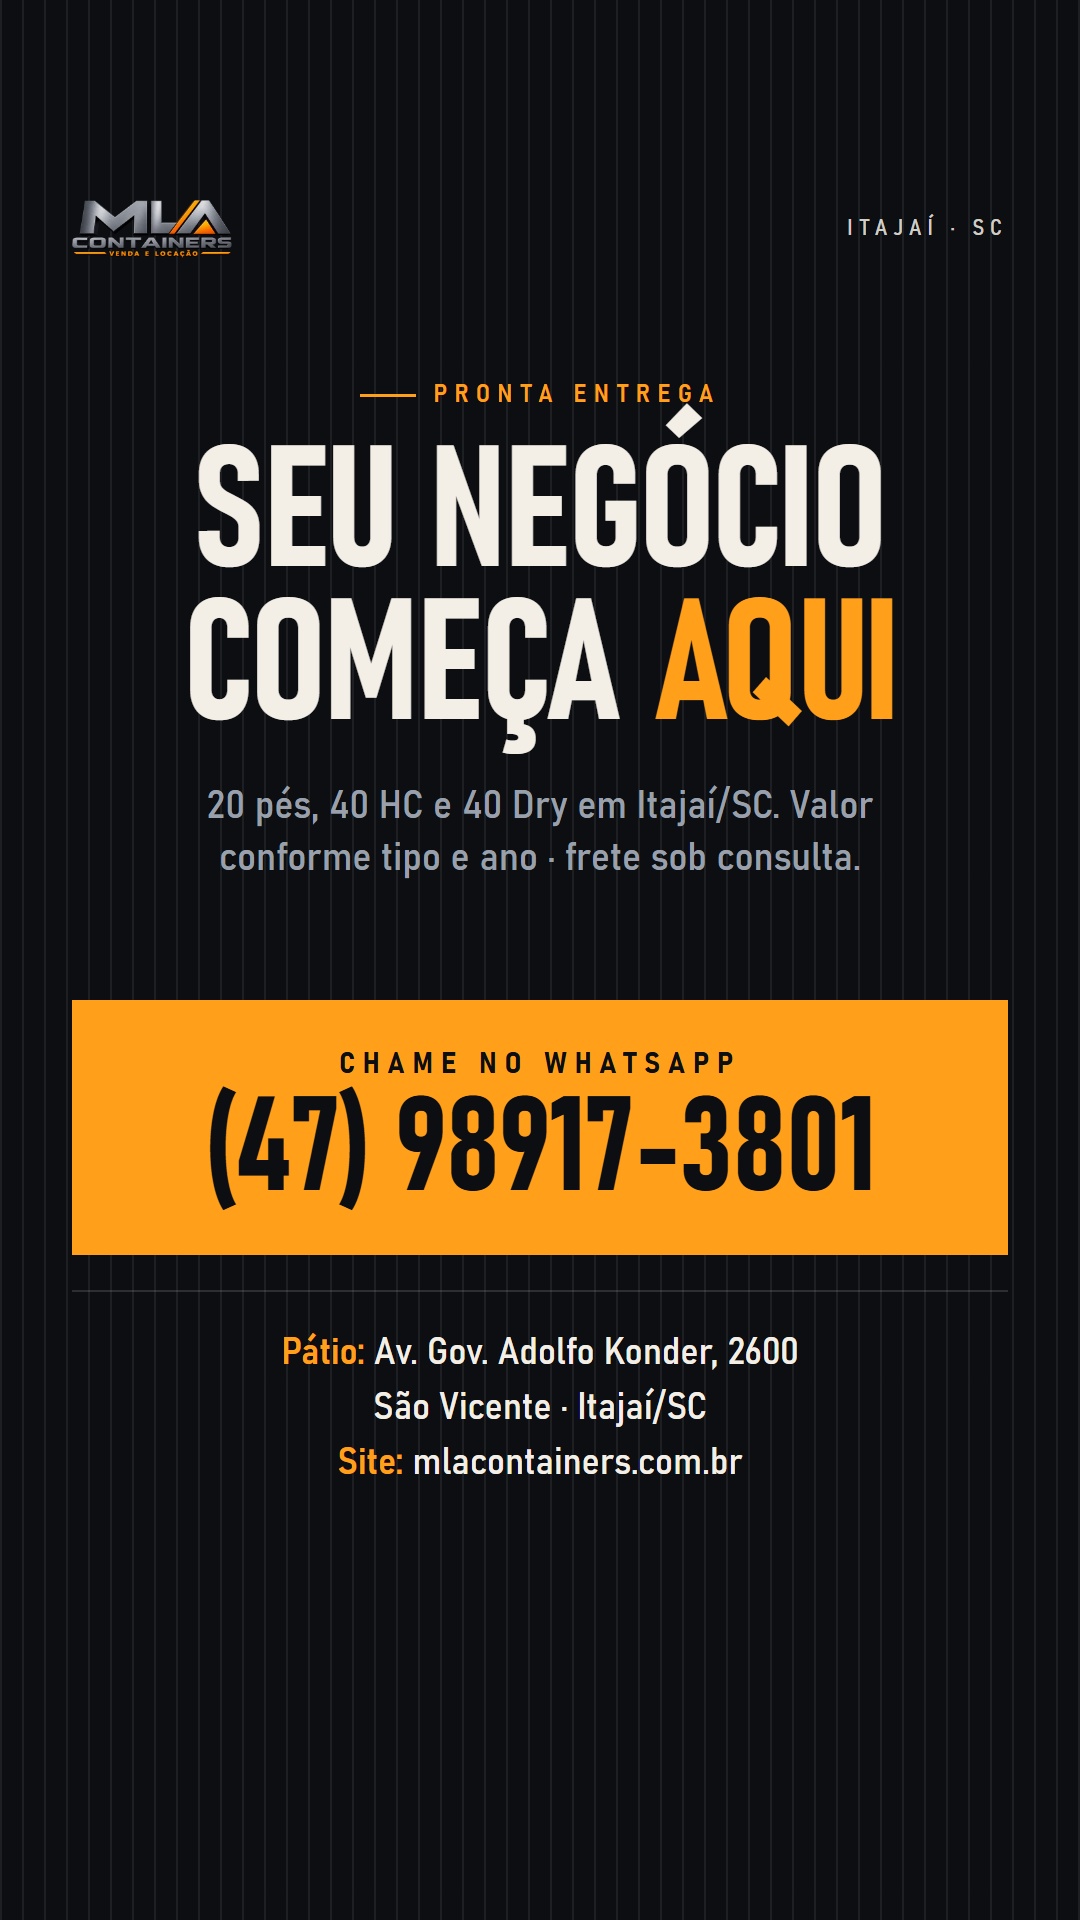 MLA
CONTAINERS
VENDA E LOCAÇÃO
ITAJAÍ · SC
PRONTA ENTREGA
SEU NEGÓCIO
COMEÇA AQUI
20 pés, 40 HC e 40 Dry em Itajaí/SC. Valor
conforme tipo e ano · frete sob consulta.
CHAME NO WHATSAPP
(47) 98917-3801
Pátio: Av. Gov. Adolfo Konder, 2600
São Vicente · Itajaí/SC
Site: mlacontainers.com.br